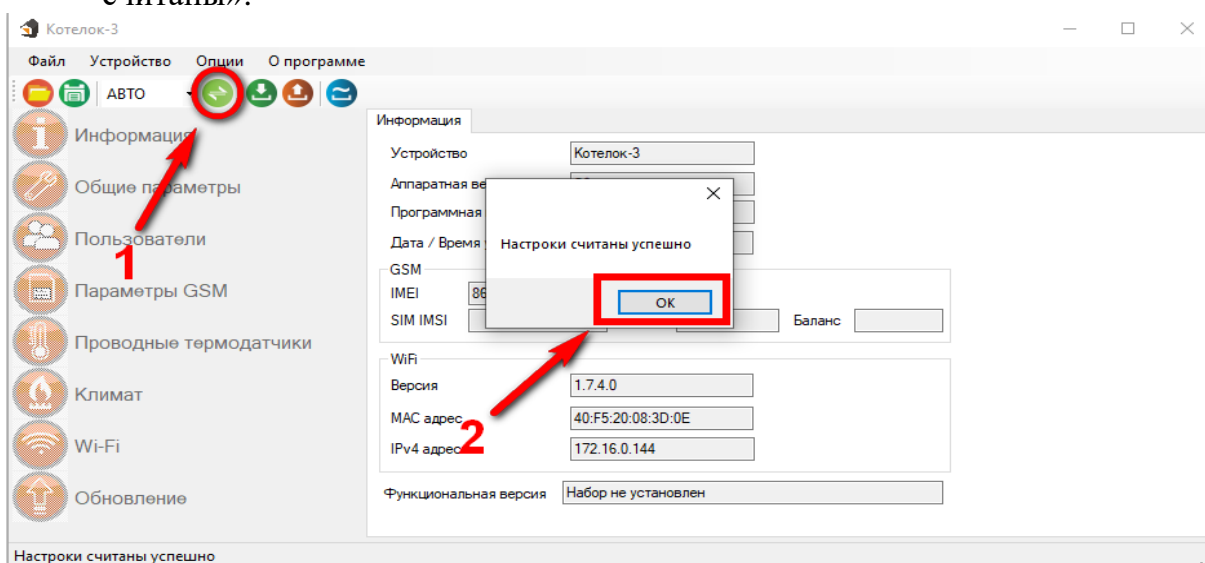 считаны».
Котелок-3
Файл Устройство Опции О программе
АВТО
Информация
Информация
Устройство Котелок-3
Общие параметры
Аппаратная ве
Программная
Пользователи
Дата / Время
Настроки считаны успешно
OK
1
GSM
IMEI 86
SIM IMSI Баланс
Параметры GSM
Проводные термодатчики
WiFi
Версия 1.7.4.0
Климат
MAC адрес 40:F5:20:08:3D:0E
2
Wi-Fi
IPv4 адрес 172.16.0.144
Обновление
Функциональная версия Набор не установлен
Настроки считаны успешно